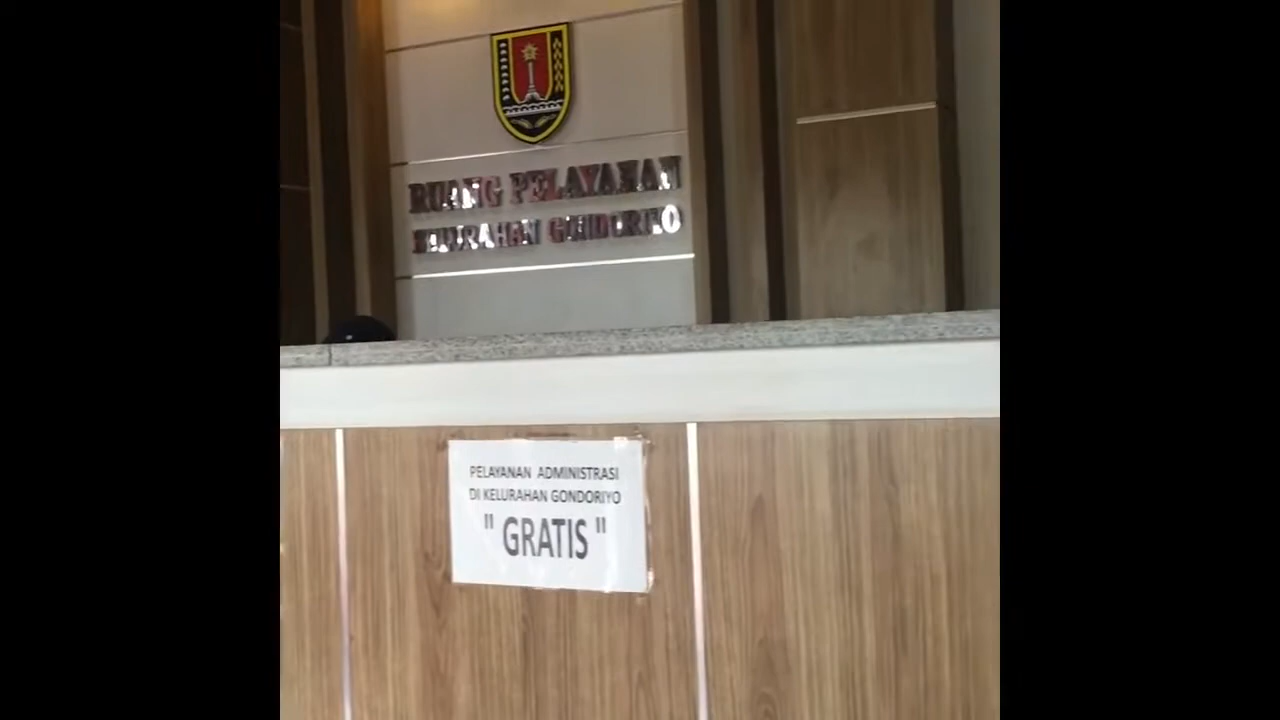 RUANG PELAYANAN
KELURAHAN GONDORIYO
PELAYANAN ADMINISTRASI
DI KELURAHAN GONDORIYO
" GRATIS "